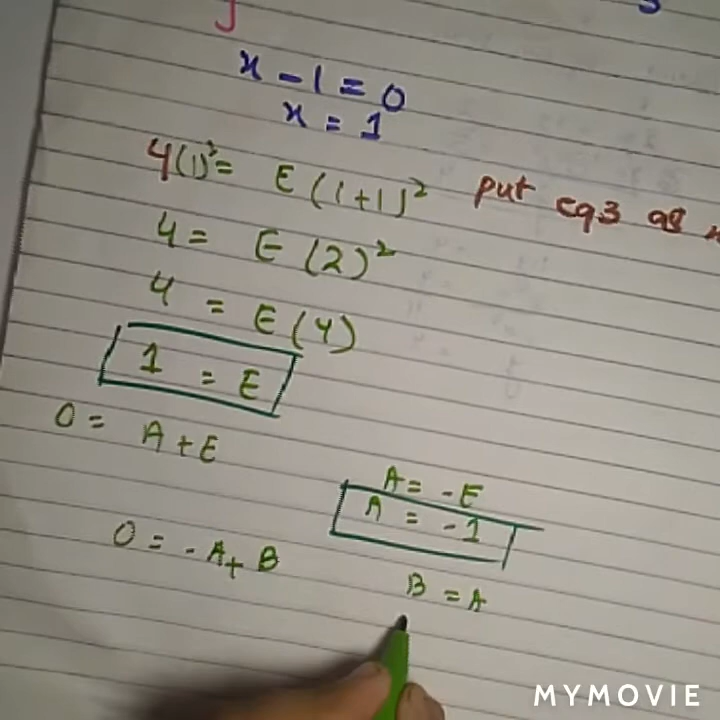 x - 1 = 0
x = 1
4(1)² = E(1+1)² put eq3 as
4 = E(2)²
4 = E(4)
1 = E
0 = A + E
A = -E
A = -1
0 = -A + B
B = A
MYMOVIE